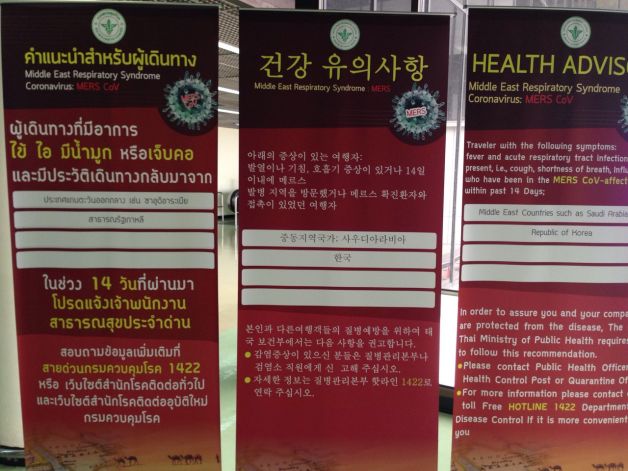 คำแนะนำสำหรับผู้เดินทาง
Middle East Respiratory Syndrome
Coronavirus: MERS CoV
ผู้เดินทางที่มีอาการ
ไข้ ไอ มีน้ำมูก หรือเจ็บคอ
และมีประวัติเดินทางกลับมาจาก
ประเทศแถบตะวันออกกลาง เช่น ซาอุดิอาระเบีย
สาธารณรัฐเกาหลี
ในช่วง 14 วันที่ผ่านมา
โปรดแจ้งเจ้าพนักงาน
สาธารณสุขประจำด่าน
สอบถามข้อมูลเพิ่มเติมที่
สายด่วนกรมควบคุมโรค 1422
หรือ เว็บไซต์สำนักโรคติดต่อทั่วไป
และเว็บไซต์สำนักโรคติดต่ออุบัติใหม่
กรมควบคุมโรค
건강 유의사항
Middle East Respiratory Syndrome : MERS
MERS
아래의 증상이 있는 여행자:
발열이나 기침, 호흡기 증상이 있거나 14일
이내에 메르스
발병 지역을 방문했거나 메르스 확진환자와
접촉이 있었던 여행자
중동지역국가: 사우디아라비아
한국
본인과 다른여행객들의 질병예방을 위하여 태
국 보건부에서는 다음 사항을 권고합니다.
●감염증상이 있으신 분들은 질병관리본부나
검염소 직원에게 신 고해 주십시오.
●자세한 정보는 질병관리본부 핫라인 1422로
연락 주십시오.
HEALTH ADVISO
Middle East Respiratory Syndrome
Coronavirus: MERS CoV
Traveler with the following symptoms:
fever and acute respiratory tract infection
present, i.e., cough, shortness of breath, Influ
who have been in the MERS CoV-affect
within past 14 Days;
Middle East Countries such as Saudi Arabia
Republic of Korea
In order to assure you and your compa
are protected from the disease, The
Thai Ministry of Public Health requires
to follow this recommendation.
●Please contact Public Health Officer
Health Control Post or Quarantine Of
●For more information please contact
toll Free HOTLINE 1422 Department
Disease Control If it is more convenient
you